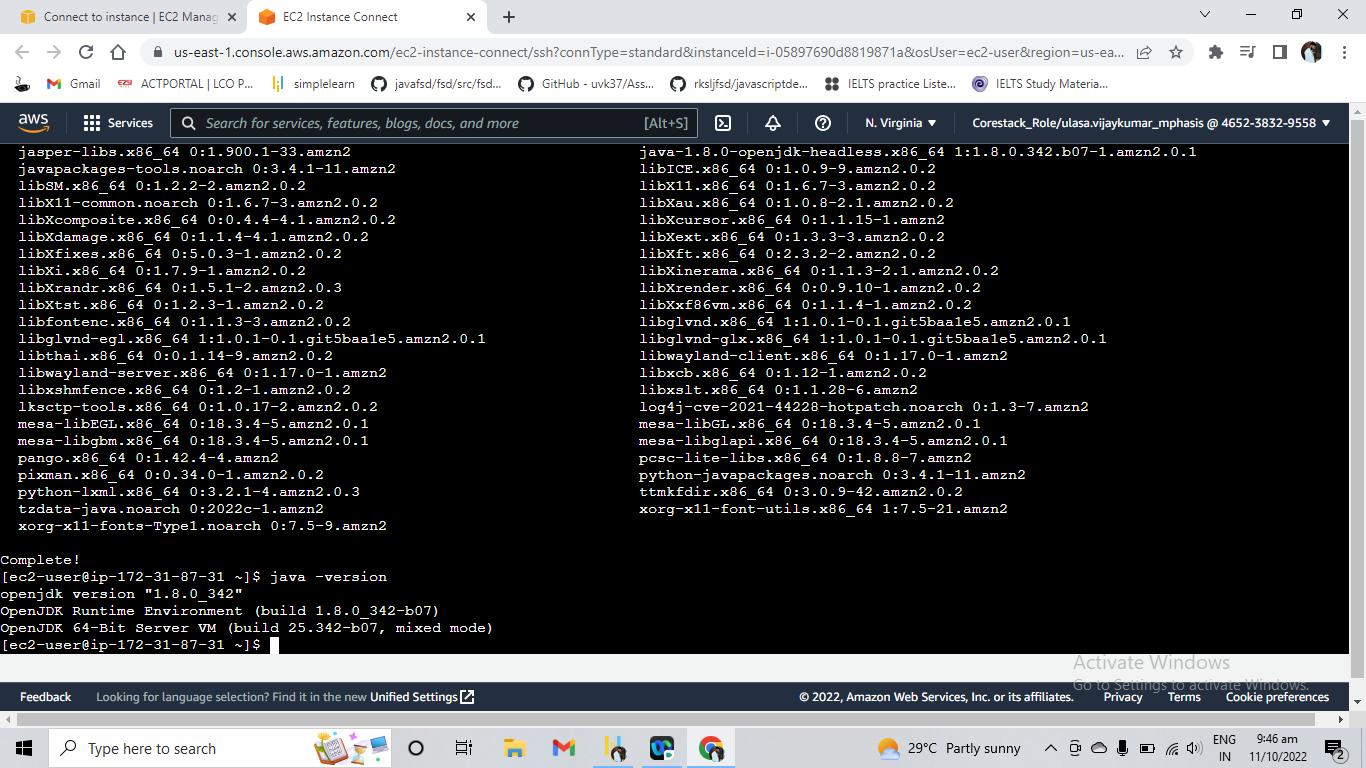 Connect to instance | EC2 Manag
EC2 Instance Connect
us-east-1.console.aws.amazon.com/ec2-instance-connect/ssh?connType=standard&instanceId=i-05897690d8819871a&osUser=ec2-user&region=us-ea...
Gmail
ACTPORTAL | LCO P...
simplelearn
javafsd/fsd/src/fsd...
GitHub - uvk37/Ass...
rksljfsd/javascriptde...
IELTS practice Liste...
IELTS Study Materia...
aws
Services
Search for services, features, blogs, docs, and more
[Alt+S]
N. Virginia
Corestack_Role/ulasa.vijaykumar_mphasis @ 4652-3832-9558
jasper-libs.x86_64 0:1.900.1-33.amzn2 java-1.8.0-openjdk-headless.x86_64 1:1.8.0.342.b07-1.amzn2.0.1
javapackages-tools.noarch 0:3.4.1-11.amzn2 libICE.x86_64 0:1.0.9-9.amzn2.0.2
libSM.x86_64 0:1.2.2-2.amzn2.0.2 libX11.x86_64 0:1.6.7-3.amzn2.0.2
libX11-common.noarch 0:1.6.7-3.amzn2.0.2 libXau.x86_64 0:1.0.8-2.1.amzn2.0.2
libXcomposite.x86_64 0:0.4.4-4.1.amzn2.0.2 libXcursor.x86_64 0:1.1.15-1.amzn2
libXdamage.x86_64 0:1.1.4-4.1.amzn2.0.2 libXext.x86_64 0:1.3.3-3.amzn2.0.2
libXfixes.x86_64 0:5.0.3-1.amzn2.0.2 libXft.x86_64 0:2.3.2-2.amzn2.0.2
libXi.x86_64 0:1.7.9-1.amzn2.0.2 libXinerama.x86_64 0:1.1.3-2.1.amzn2.0.2
libXrandr.x86_64 0:1.5.1-2.amzn2.0.3 libXrender.x86_64 0:0.9.10-1.amzn2.0.2
libXtst.x86_64 0:1.2.3-1.amzn2.0.2 libXxf86vm.x86_64 0:1.1.4-1.amzn2.0.2
libfontenc.x86_64 0:1.1.3-3.amzn2.0.2 libglvnd.x86_64 1:1.0.1-0.1.git5baa1e5.amzn2.0.1
libglvnd-egl.x86_64 1:1.0.1-0.1.git5baa1e5.amzn2.0.1 libglvnd-glx.x86_64 1:1.0.1-0.1.git5baa1e5.amzn2.0.1
libthai.x86_64 0:0.1.14-9.amzn2.0.2 libwayland-client.x86_64 0:1.17.0-1.amzn2
libwayland-server.x86_64 0:1.17.0-1.amzn2 libxcb.x86_64 0:1.12-1.amzn2.0.2
libxshmfence.x86_64 0:1.2-1.amzn2.0.2 libxslt.x86_64 0:1.1.28-6.amzn2
lksctp-tools.x86_64 0:1.0.17-2.amzn2.0.2 log4j-cve-2021-44228-hotpatch.noarch 0:1.3-7.amzn2
mesa-libEGL.x86_64 0:18.3.4-5.amzn2.0.1 mesa-libGL.x86_64 0:18.3.4-5.amzn2.0.1
mesa-libgbm.x86_64 0:18.3.4-5.amzn2.0.1 mesa-libglapi.x86_64 0:18.3.4-5.amzn2.0.1
pango.x86_64 0:1.42.4-4.amzn2 pcsc-lite-libs.x86_64 0:1.8.8-7.amzn2
pixman.x86_64 0:0.34.0-1.amzn2.0.2 python-javapackages.noarch 0:3.4.1-11.amzn2
python-lxml.x86_64 0:3.2.1-4.amzn2.0.3 ttmkfdir.x86_64 0:3.0.9-42.amzn2.0.2
tzdata-java.noarch 0:2022c-1.amzn2 xorg-x11-font-utils.x86_64 1:7.5-21.amzn2
xorg-x11-fonts-Type1.noarch 0:7.5-9.amzn2
Complete!
[ec2-user@ip-172-31-87-31 ~]$ java -version
openjdk version "1.8.0_342"
OpenJDK Runtime Environment (build 1.8.0_342-b07)
OpenJDK 64-Bit Server VM (build 25.342-b07, mixed mode)
[ec2-user@ip-172-31-87-31 ~]$
Activate Windows
Go to Settings to activate Windows.
Feedback
Looking for language selection? Find it in the new Unified Settings
© 2022, Amazon Web Services, Inc. or its affiliates.
Privacy
Terms
Cookie preferences
Type here to search
29°C Partly sunny
ENG
IN
9:46 am
11/10/2022
2